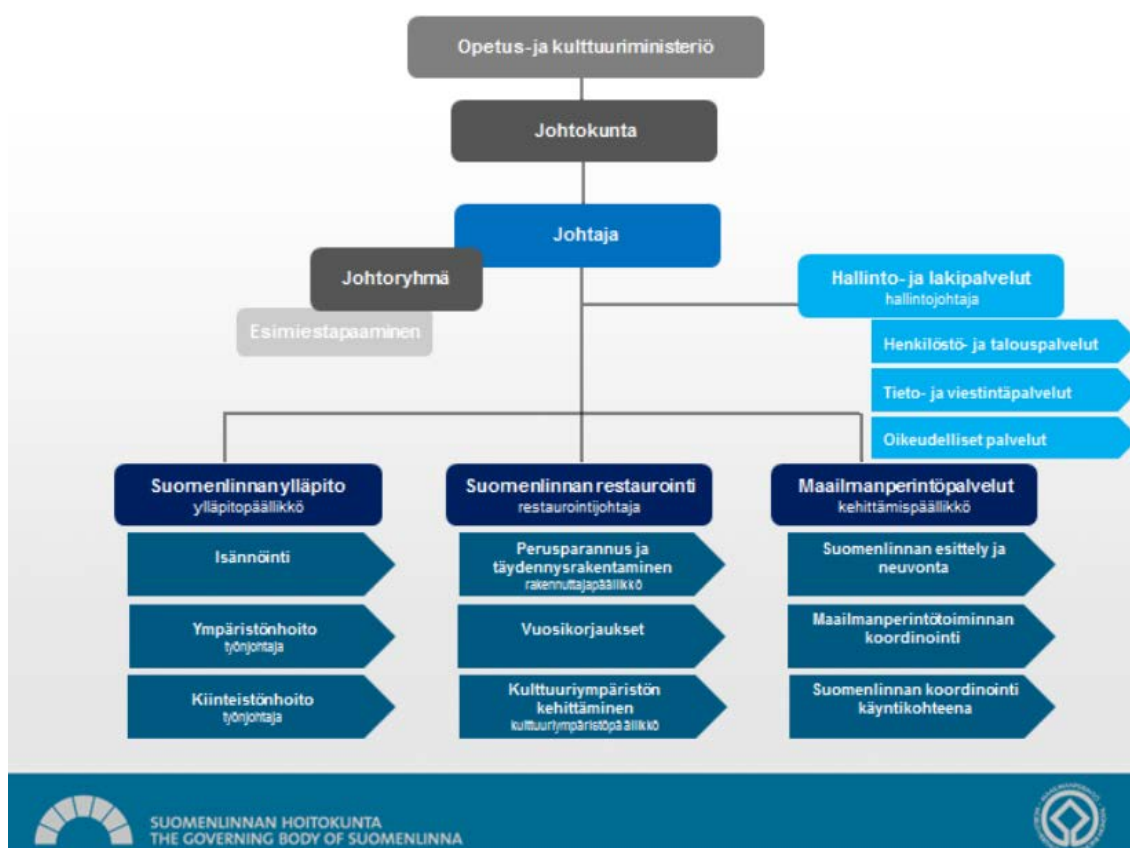 Opetus-ja kulttuuriministeriö
Johtokunta
Johtaja
Johtoryhmä
Esimiestapaaminen
Hallinto-ja lakipalvelut
hallintojohtaja
Henkilöstö- ja talouspalvelut
Tieto- ja viestintäpalvelut
Oikeudelliset palvelut
Suomenlinnan ylläpito
ylläpitopäällikkö
Isännöinti
Ympäristönhoito
työnjohtaja
Kiinteistönhoito
työnjohtaja
Suomenlinnan restaurointi
restaurointijohtaja
Perusparannus ja
täydennysrakentaminen
rakennuttajapäällikkö
Vuosikorjaukset
Kulttuuriympäristön
kehittäminen
kulttuuriympäristöpäällikkö
Maailmanperintöpalvelut
kehittämispäällikkö
Suomenlinnan esittely ja
neuvonta
Maailmanperintötoiminnan
koordinointi
Suomenlinnan koordinointi
käyntikohteena
SUOMENLINNAN HOITOKUNTA
THE GOVERNING BODY OF SUOMENLINNA